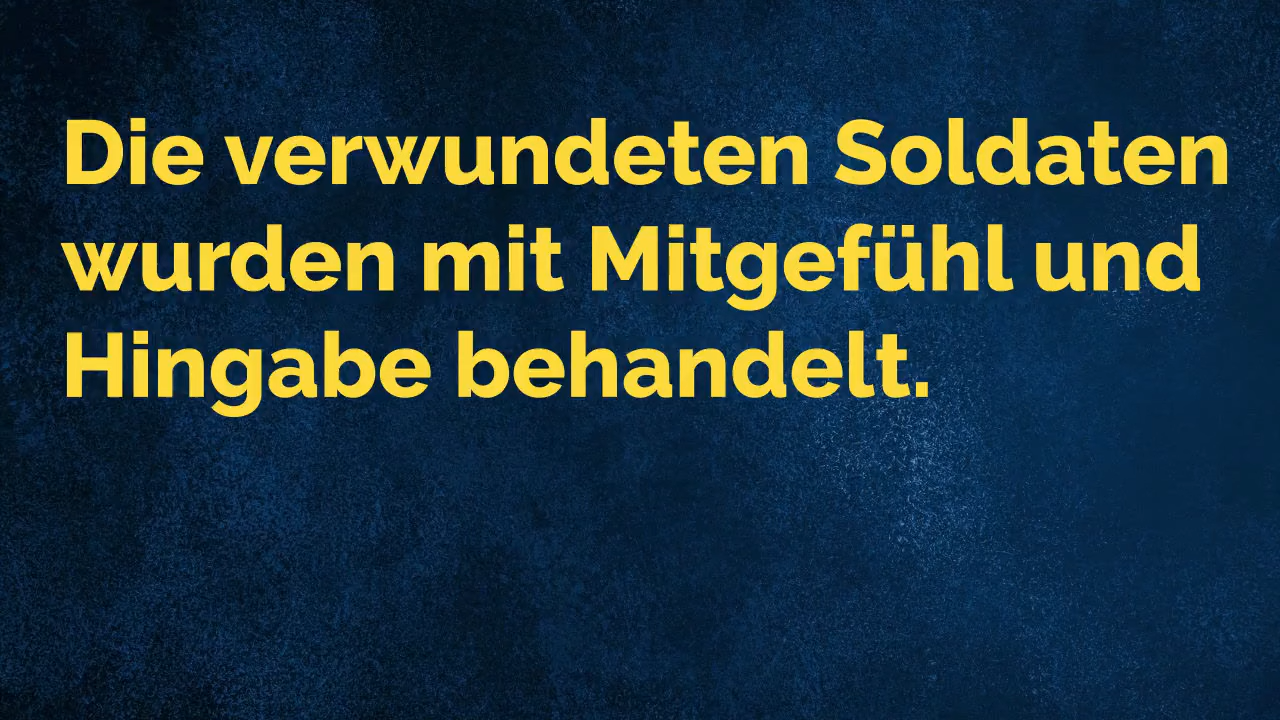 Die verwundeten Soldaten
wurden mit Mitgefühl und
Hingabe behandelt.